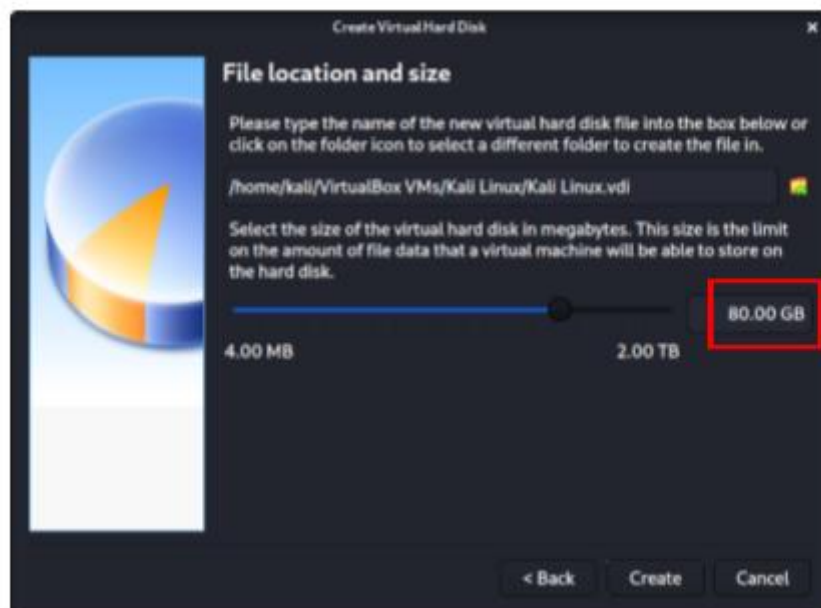 Create Virtual Hard Disk
File location and size
Please type the name of the new virtual hard disk file into the box below or
click on the folder icon to select a different folder to create the file in.
/home/kali/VirtualBox VMs/Kali Linux/Kali Linux.vdi
Select the size of the virtual hard disk in megabytes. This size is the limit
on the amount of file data that a virtual machine will be able to store on
the hard disk.
80.00 GB
4.00 MB 2.00 TB
< Back Create Cancel